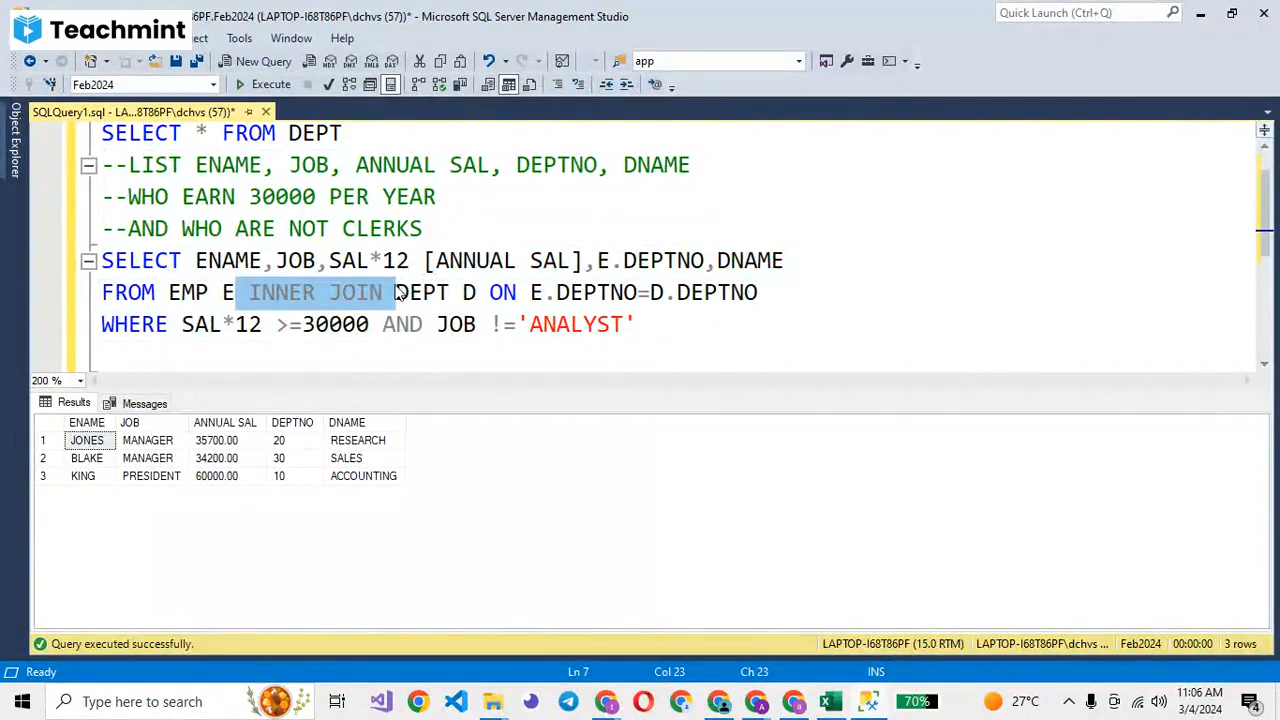 Teachmint
PF.Feb2024 (LAPTOP-I68T86PF\dchvs (57))* - Microsoft SQL Server Management Studio
Quick Launch (Ctrl+Q)
Tools Window Help
New Query
app
Feb2024
Execute
SQLQuery1.sql - LA...8T86PF\dchvs (57))*
Object Explorer
SELECT * FROM DEPT
--LIST ENAME, JOB, ANNUAL SAL, DEPTNO, DNAME
--WHO EARN 30000 PER YEAR
--AND WHO ARE NOT CLERKS
SELECT ENAME,JOB,SAL*12 [ANNUAL SAL],E.DEPTNO,DNAME
FROM EMP E INNER JOIN DEPT D ON E.DEPTNO=D.DEPTNO
WHERE SAL*12 >=30000 AND JOB !='ANALYST'
200 %
Results Messages
ENAME JOB ANNUAL SAL DEPTNO DNAME
1 JONES MANAGER 35700.00 20 RESEARCH
2 BLAKE MANAGER 34200.00 30 SALES
3 KING PRESIDENT 60000.00 10 ACCOUNTING
Query executed successfully. LAPTOP-I68T86PF (15.0 RTM) LAPTOP-I68T86PF\dchvs ... Feb2024 00:00:00 3 rows
Ready Ln 7 Col 23 Ch 23 INS
Type here to search 70% 27°C 11:06 AM
3/4/2024
4